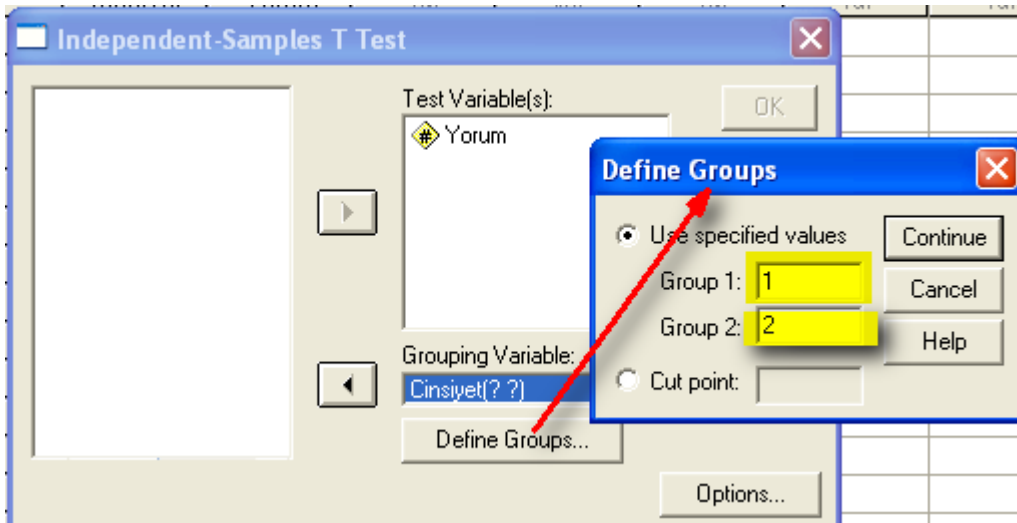 Independent-Samples T Test
Test Variable(s):
OK
# Yorum
Define Groups
Use specified values
Continue
Group 1: 1
Cancel
Group 2: 2
Help
Grouping Variable:
Cinsiyet(? ?)
Cut point:
Define Groups...
Options...